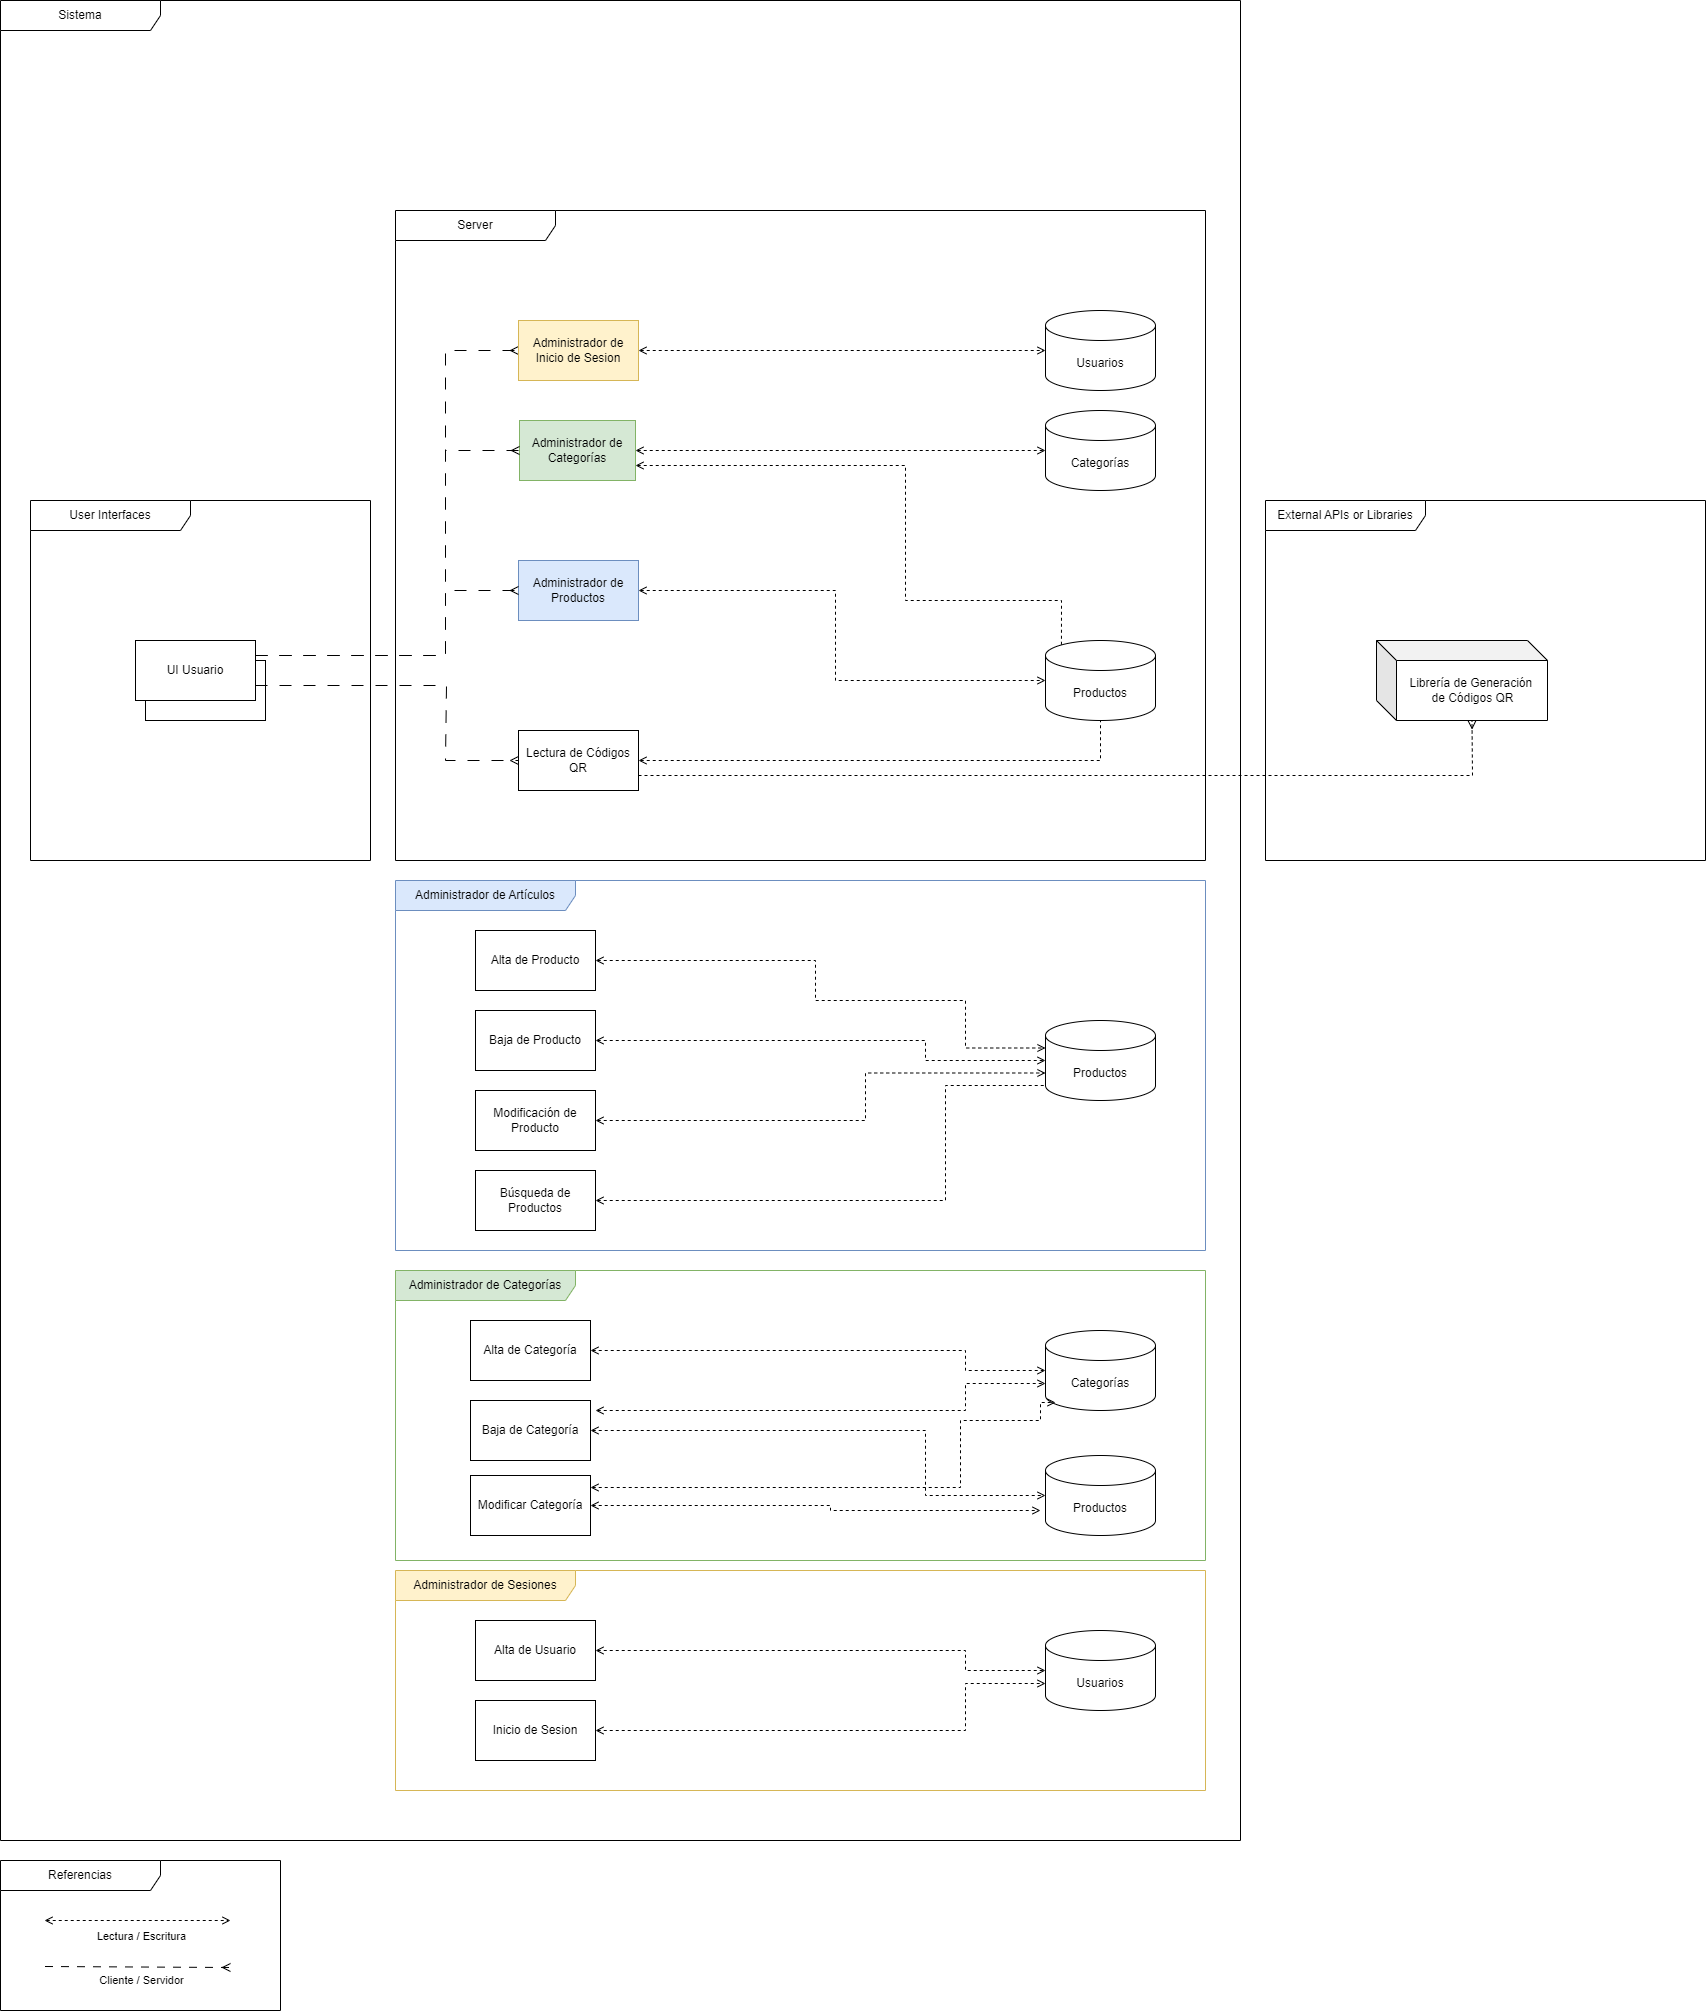 Sistema
Server
Administrador de
Inicio de Sesion
Usuarios
Administrador de
Categorías
Categorías
User Interfaces
External APIs or Libraries
Administrador de
Productos
UI Usuario
Productos
Librería de Generación
de Códigos QR
Lectura de Códigos
QR
Administrador de Artículos
Alta de Producto
Baja de Producto
Productos
Modificación de
Producto
Búsqueda de
Productos
Administrador de Categorías
Alta de Categoría
Categorías
Baja de Categoría
Modificar Categoría
Productos
Administrador de Sesiones
Alta de Usuario
Usuarios
Inicio de Sesion
Referencias
Lectura / Escritura
Cliente / Servidor